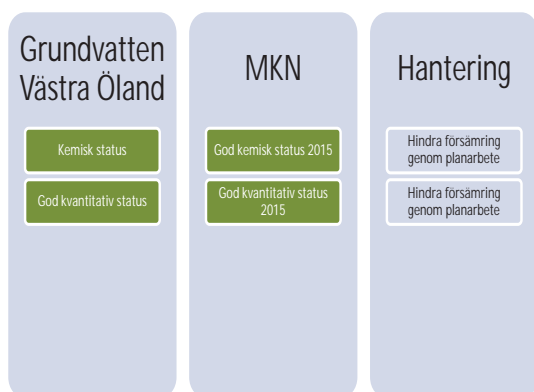 Grundvatten
Västra Öland
Kemisk status
God kvantitativ status
MKN
God kemisk status 2015
God kvantitativ status
2015
Hantering
Hindra försämring
genom planarbete
Hindra försämring
genom planarbete